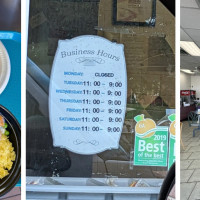 Business Hours
MONDAY: CLOSED
TUESDAY: 11:00 - 9:00
WEDNESDAY: 11:00 - 9:00
THURSDAY: 11:00 - 9:00
FRIDAY: 11:00 - 9:00
SATURDAY: 11:00 - 9:00
SUNDAY: 11:00 - 9:00
2019
Best
of the best